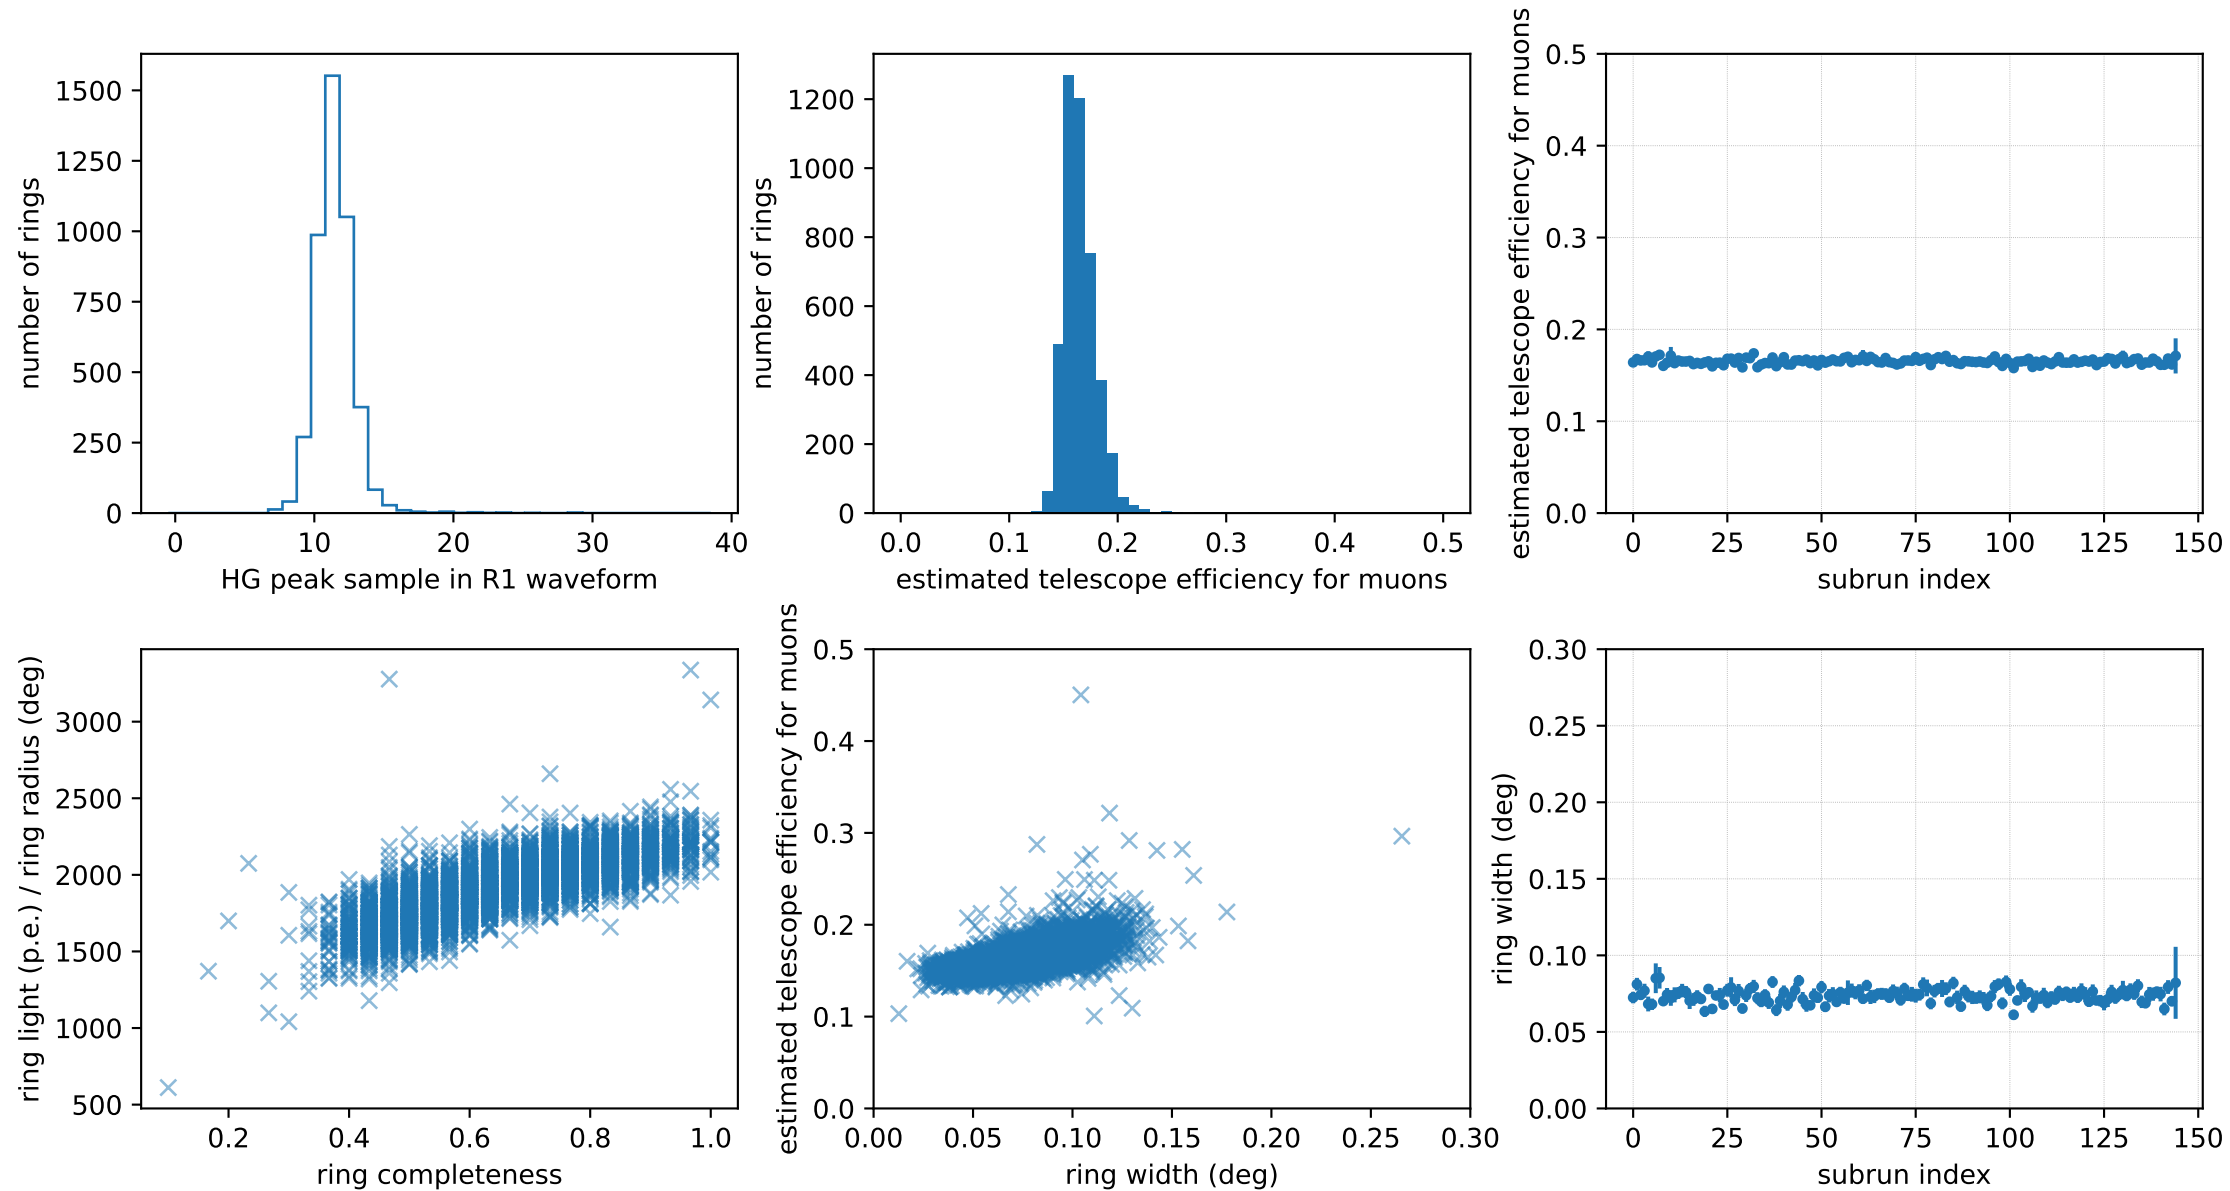 number of rings
1500
1250
1000
750
500
250
0
0 10 20 30 40
HG peak sample in R1 waveform
number of rings
1200
1000
800
600
400
200
0
0.0 0.1 0.2 0.3 0.4 0.5
estimated telescope efficiency for muons
estimated telescope efficiency for muons
0.5
0.4
0.3
0.2
0.1
0.0
0 25 50 75 100 125 150
subrun index
ring light (p.e.) / ring radius (deg)
3000
2500
2000
1500
1000
500
0.2 0.4 0.6 0.8 1.0
ring completeness
estimated telescope efficiency for muons
0.5
0.4
0.3
0.2
0.1
0.0
0.00 0.05 0.10 0.15 0.20 0.25 0.30
ring width (deg)
ring width (deg)
0.30
0.25
0.20
0.15
0.10
0.05
0.00
0 25 50 75 100 125 150
subrun index